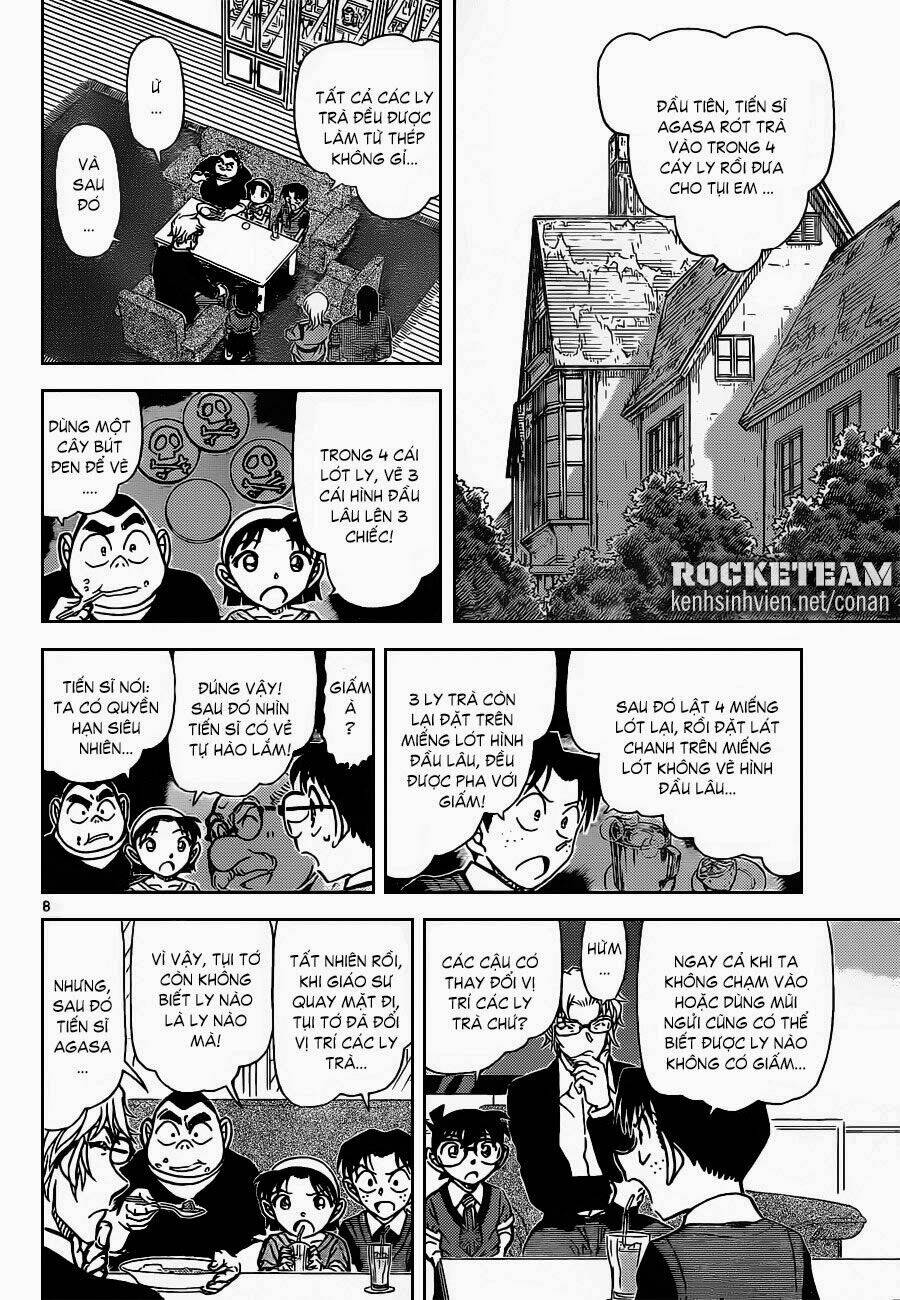 ĐẦU TIÊN, TIẾN SĨ
AGASA RÓT TRÀ
VÀO TRONG 4
CÁY LY RỒI ĐƯA
CHO TỤI EM ...
TẤT CẢ CÁC LY
TRÀ ĐỀU ĐƯỢC
LÀM TỪ THÉP
KHÔNG GỈ...
Ừ
...
VÀ
SAU
ĐÓ
...
TRONG 4 CÁI
LÓT LY, VẼ 3
CÁI HÌNH ĐẦU
LÂU LÊN 3
CHIẾC!
DÙNG MỘT
CÂY BÚT
ĐEN ĐỂ VẼ
....
ROCKETEAM
kenhsinhvien.net/conan
SAU ĐÓ LẬT 4 MIẾNG
LÓT LẠI, RỒI ĐẶT LÁT
CHANH TRÊN MIẾNG
LÓT KHÔNG VẼ HÌNH
ĐẦU LÂU...
3 LY TRÀ CÒN
LẠI ĐẶT TRÊN
MIẾNG LÓT HÌNH
ĐẦU LÂU, ĐỀU
ĐƯỢC PHA VỚI
GIẤM!
GIẤM
À
?
ĐÚNG VẬY!
SAU ĐÓ NHÌN
TIẾN SĨ CÓ VẺ
TỰ HÀO LẮM!
TIẾN SĨ NÓI:
TA CÓ QUYỀN
HẠN SIÊU
NHIÊN...
8
NGAY CẢ KHI TA
KHÔNG CHẠM VÀO
HOẶC DÙNG MŨI
NGỬI CŨNG CÓ THỂ
BIẾT ĐƯỢC LY NÀO
KHÔNG CÓ GIẤM.
HỪM
...
CÁC CẬU CÓ
THAY ĐỔI VỊ
TRÍ CÁC LY
TRÀ CHỨ?
TẤT NHIÊN RỒI,
KHI GIÁO SƯ
QUAY MẶT ĐI,
TỤI TỚ ĐÃ ĐỔI
VỊ TRÍ CÁC LY
TRÀ...
VÌ VẬY, TỤI TỚ
CÒN KHÔNG
BIẾT LY NÀO
LÀ LY NÀO
MÀ!
NHƯNG,
SAU ĐÓ
TIẾN SĨ
AGASA
...